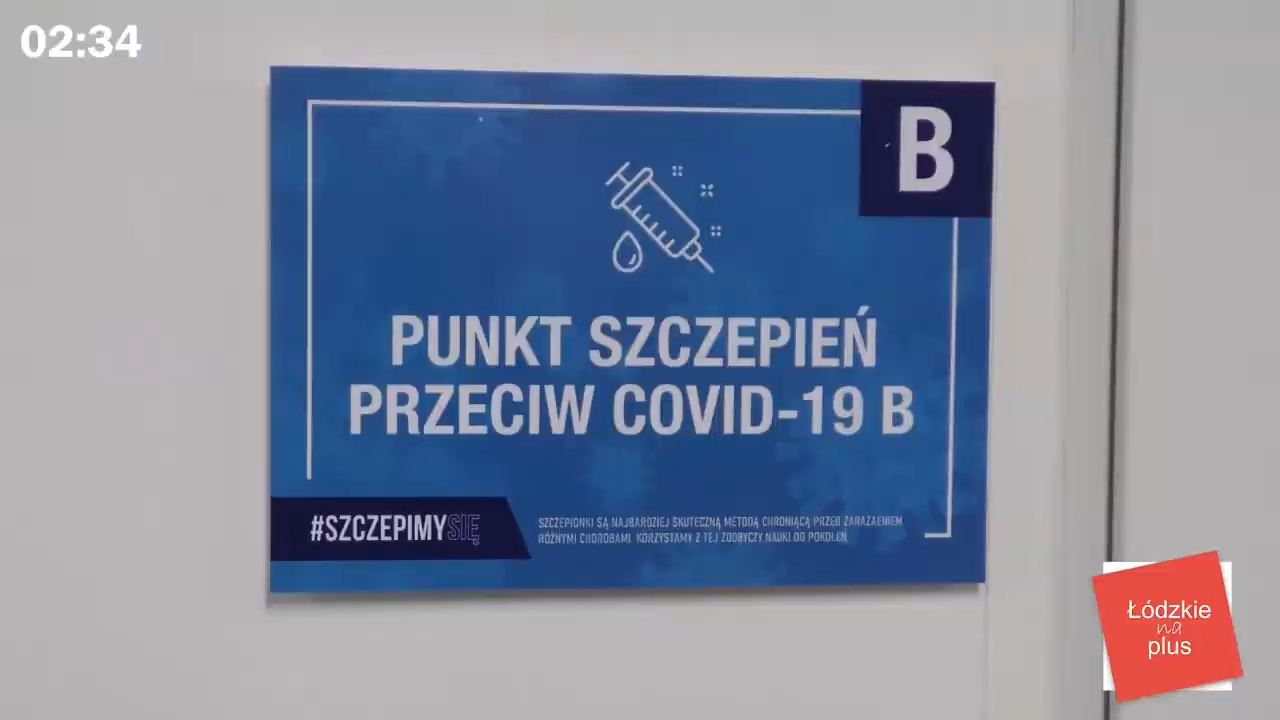 02:34
B
PUNKT SZCZEPIEŃ
PRZECIW COVID-19 B
#SZCZEPIMYSIĘ
SZCZEPIONKI SĄ NAJBARDZIEJ SKUTECZNĄ METODĄ CHRONIĄCĄ PRZED ZARAŻENIEM
RÓŻNYMI CHOROBAMI. KORZYSTAMY Z TEJ ZDOBYCZY NAUKI OD POKOLEŃ.
Łódzkie
na
plus